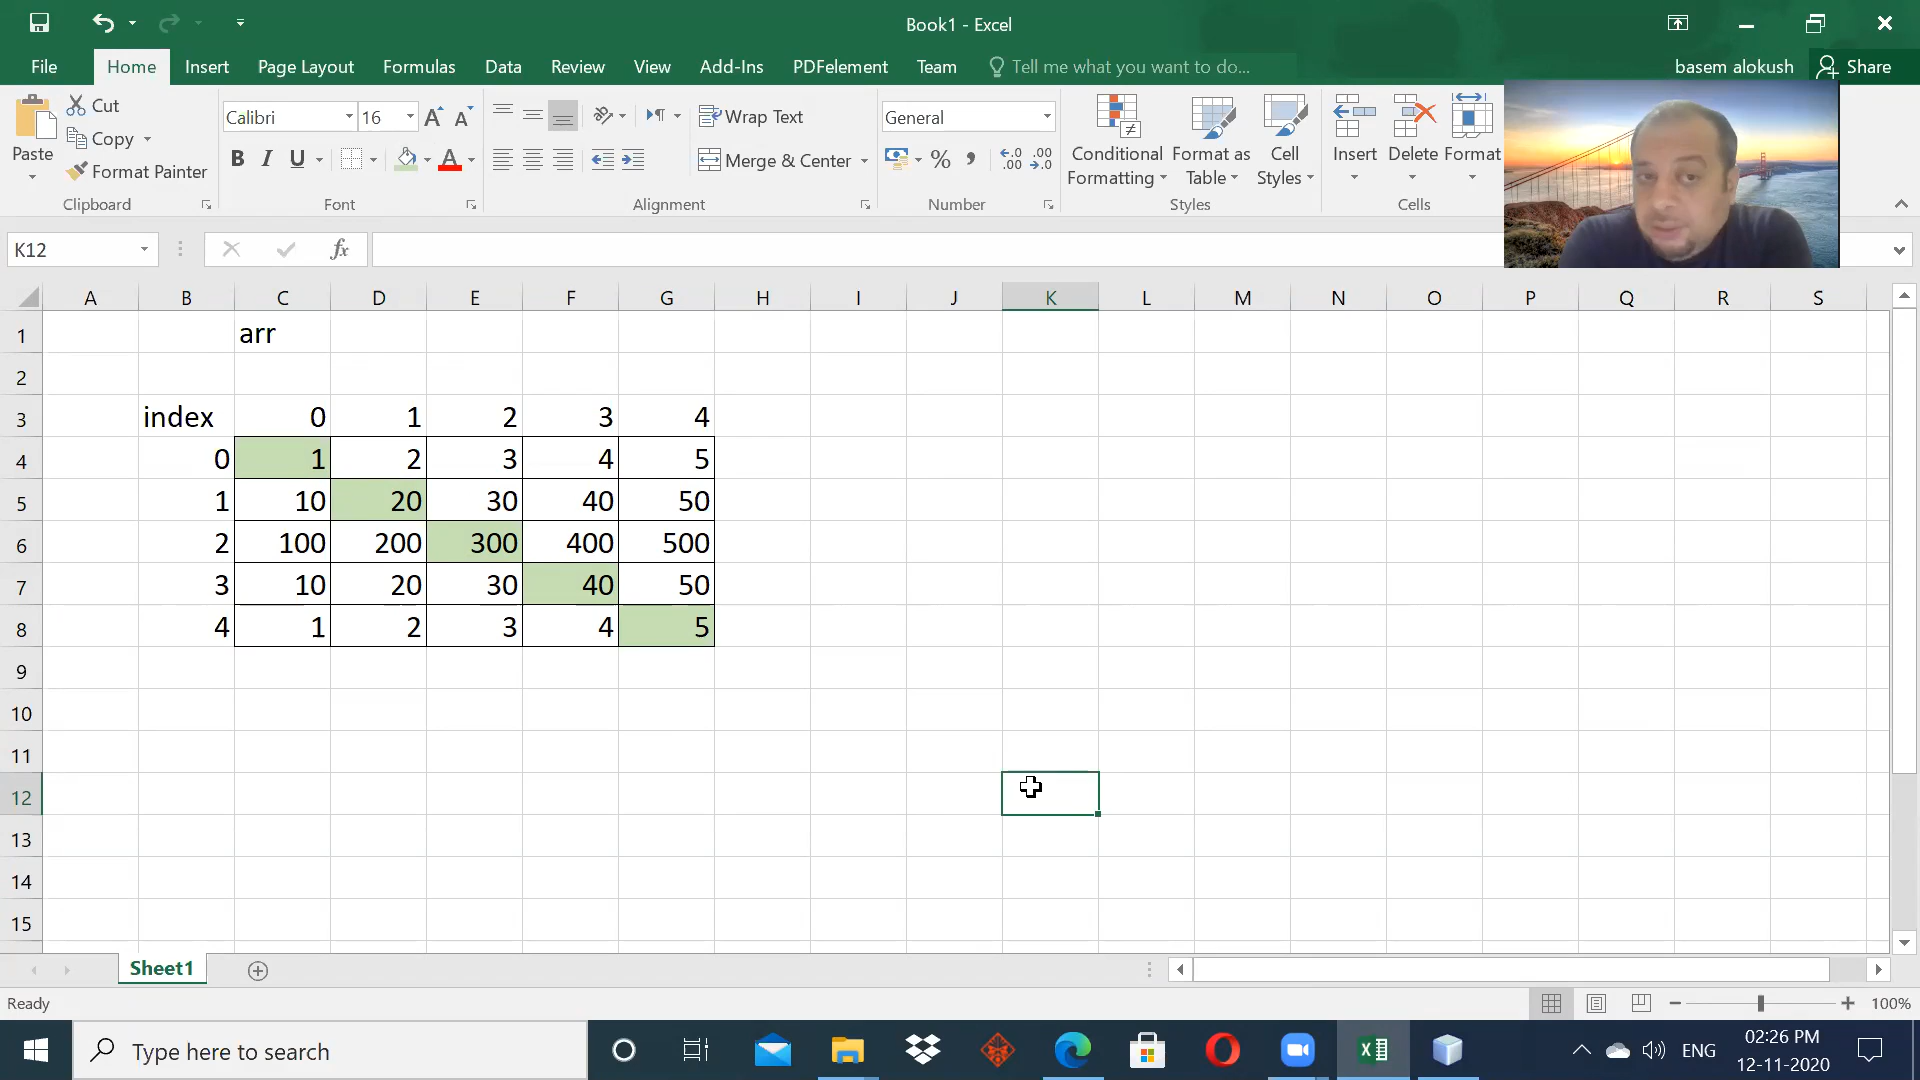 Book1 - Excel
File Home Insert Page Layout Formulas Data Review View Add-Ins PDFelement Team Tell me what you want to do... basem alokush Share
Paste
Cut
Copy
Format Painter
Clipboard
Calibri 16
B I U
Font
Wrap Text
Merge & Center
Alignment
General
%
Number
Conditional Formatting
Format as Table
Cell Styles
Styles
Insert
Delete
Format
Cells
K12
fx
A B C D E F G H I J K L M N O P Q R S
1 arr
2
3 index 0 1 2 3 4
4 0 1 2 3 4 5
5 1 10 20 30 40 50
6 2 100 200 300 400 500
7 3 10 20 30 40 50
8 4 1 2 3 4 5
9
10
11
12
13
14
15
Sheet1
Ready
100%
Type here to search
ENG
02:26 PM
12-11-2020